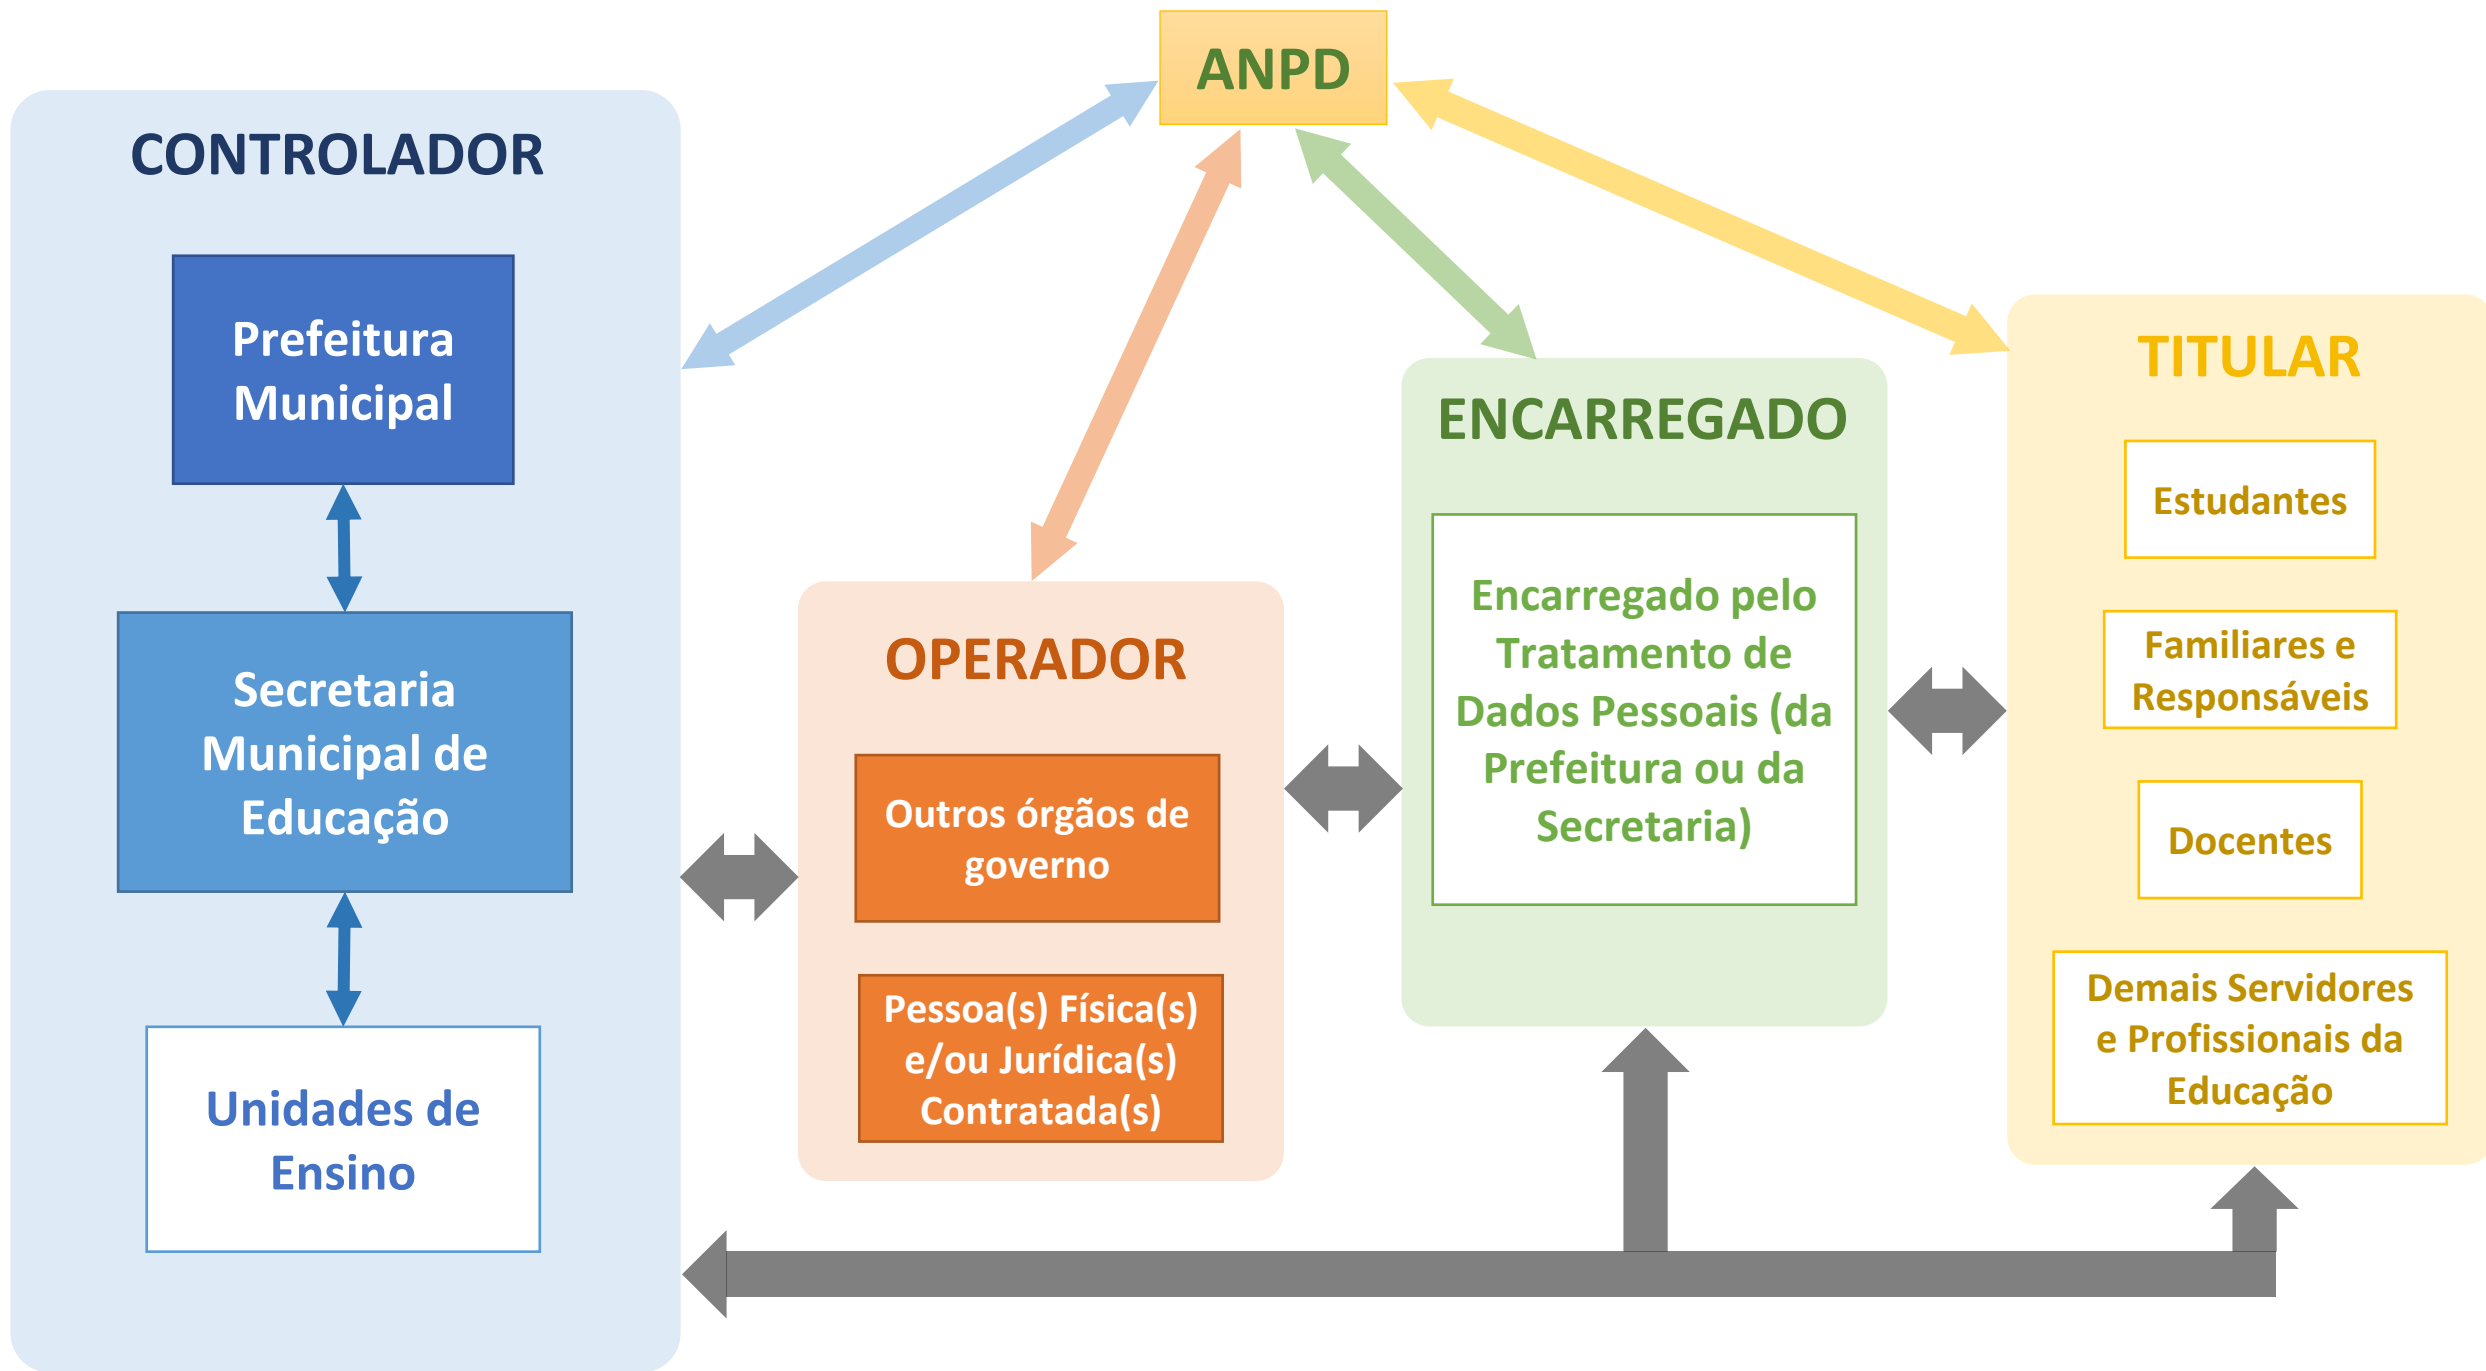 ANPD
CONTROLADOR
Prefeitura
Municipal
Secretaria
Municipal de
Educação
Unidades de
Ensino
OPERADOR
Outros órgãos de
governo
Pessoa(s) Física(s)
e/ou Jurídica(s)
Contratada(s)
ENCARREGADO
Encarregado pelo
Tratamento de
Dados Pessoais (da
Prefeitura ou da
Secretaria)
TITULAR
Estudantes
Familiares e
Responsáveis
Docentes
Demais Servidores
e Profissionais da
Educação